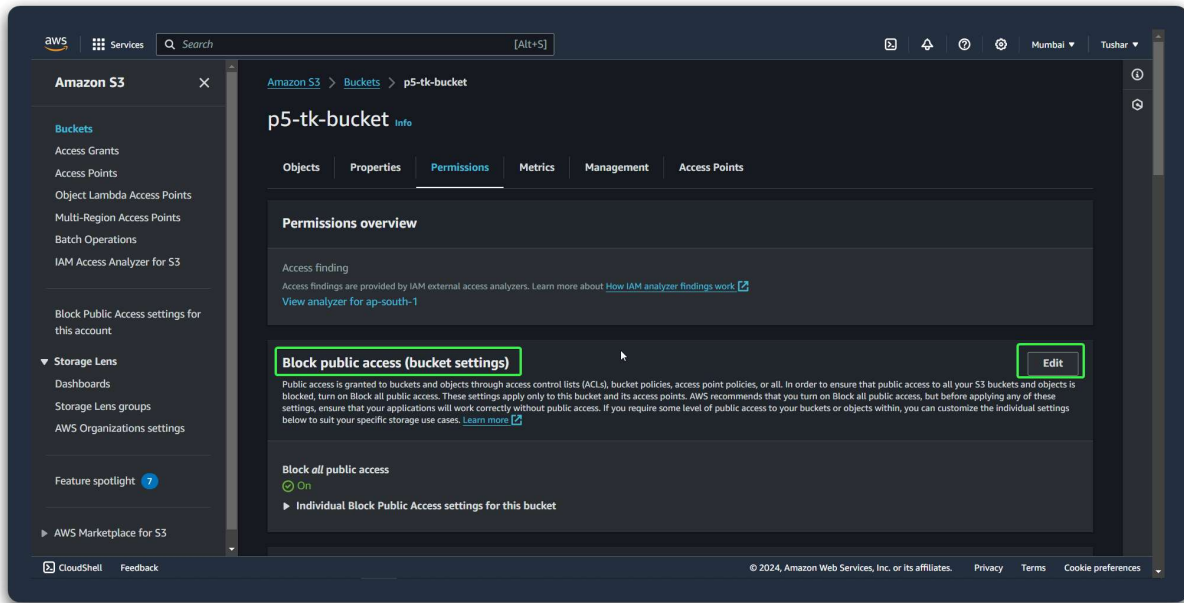 aws
Services
Search
[Alt+S]
Mumbai ▼
Tushar ▼
Amazon S3
Buckets
Access Grants
Access Points
Object Lambda Access Points
Multi-Region Access Points
Batch Operations
IAM Access Analyzer for S3
Block Public Access settings for
this account
▼ Storage Lens
Dashboards
Storage Lens groups
AWS Organizations settings
Feature spotlight 7
▶ AWS Marketplace for S3
Amazon S3 > Buckets > p5-tk-bucket
p5-tk-bucket Info
Objects
Properties
Permissions
Metrics
Management
Access Points
Permissions overview
Access finding
Access findings are provided by IAM external access analyzers. Learn more about How IAM analyzer findings work
View analyzer for ap-south-1
Block public access (bucket settings)
Edit
Public access is granted to buckets and objects through access control lists (ACLs), bucket policies, access point policies, or all. In order to ensure that public access to all your S3 buckets and objects is
blocked, turn on Block all public access. These settings apply only to this bucket and its access points. AWS recommends that you turn on Block all public access, but before applying any of these
settings, ensure that your applications will work correctly without public access. If you require some level of public access to your buckets or objects within, you can customize the individual settings
below to suit your specific storage use cases. Learn more
Block all public access
On
▶ Individual Block Public Access settings for this bucket
CloudShell
Feedback
© 2024, Amazon Web Services, Inc. or its affiliates.
Privacy
Terms
Cookie preferences